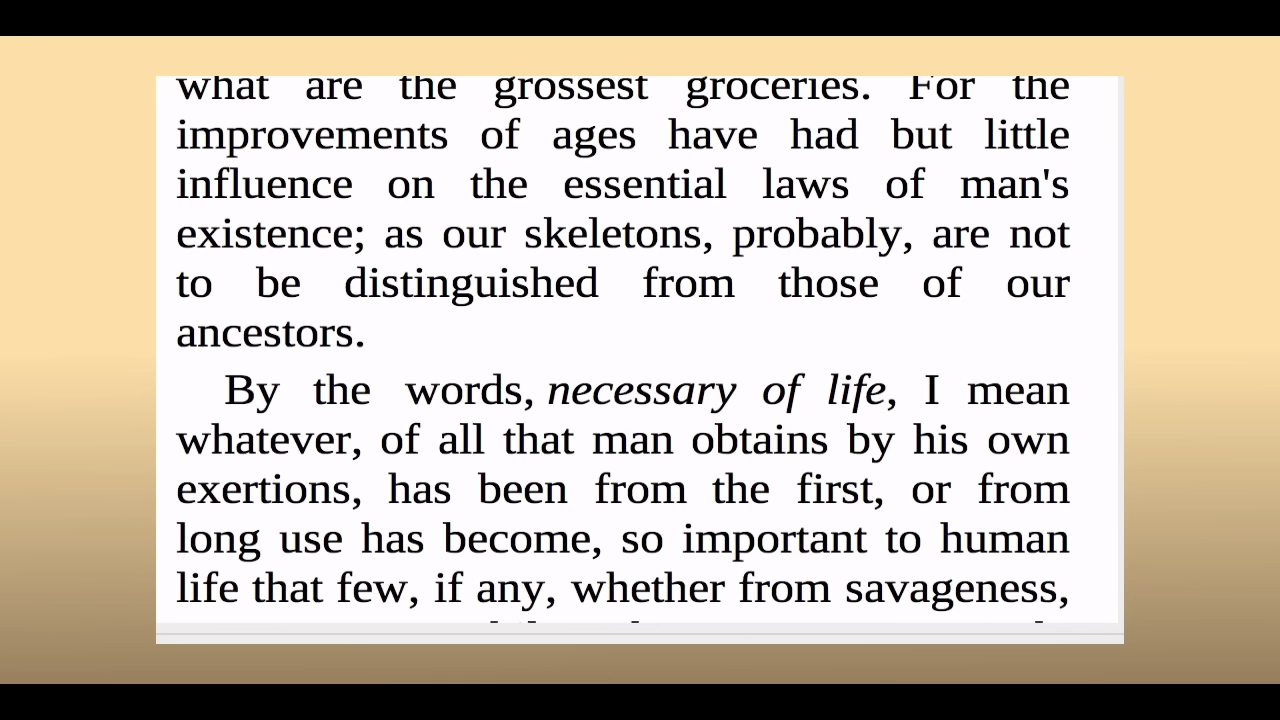 what are the grossest groceries. For the
improvements of ages have had but little
influence on the essential laws of man's
existence; as our skeletons, probably, are not
to be distinguished from those of our
ancestors.
By the words, necessary of life, I mean
whatever, of all that man obtains by his own
exertions, has been from the first, or from
long use has become, so important to human
life that few, if any, whether from savageness,